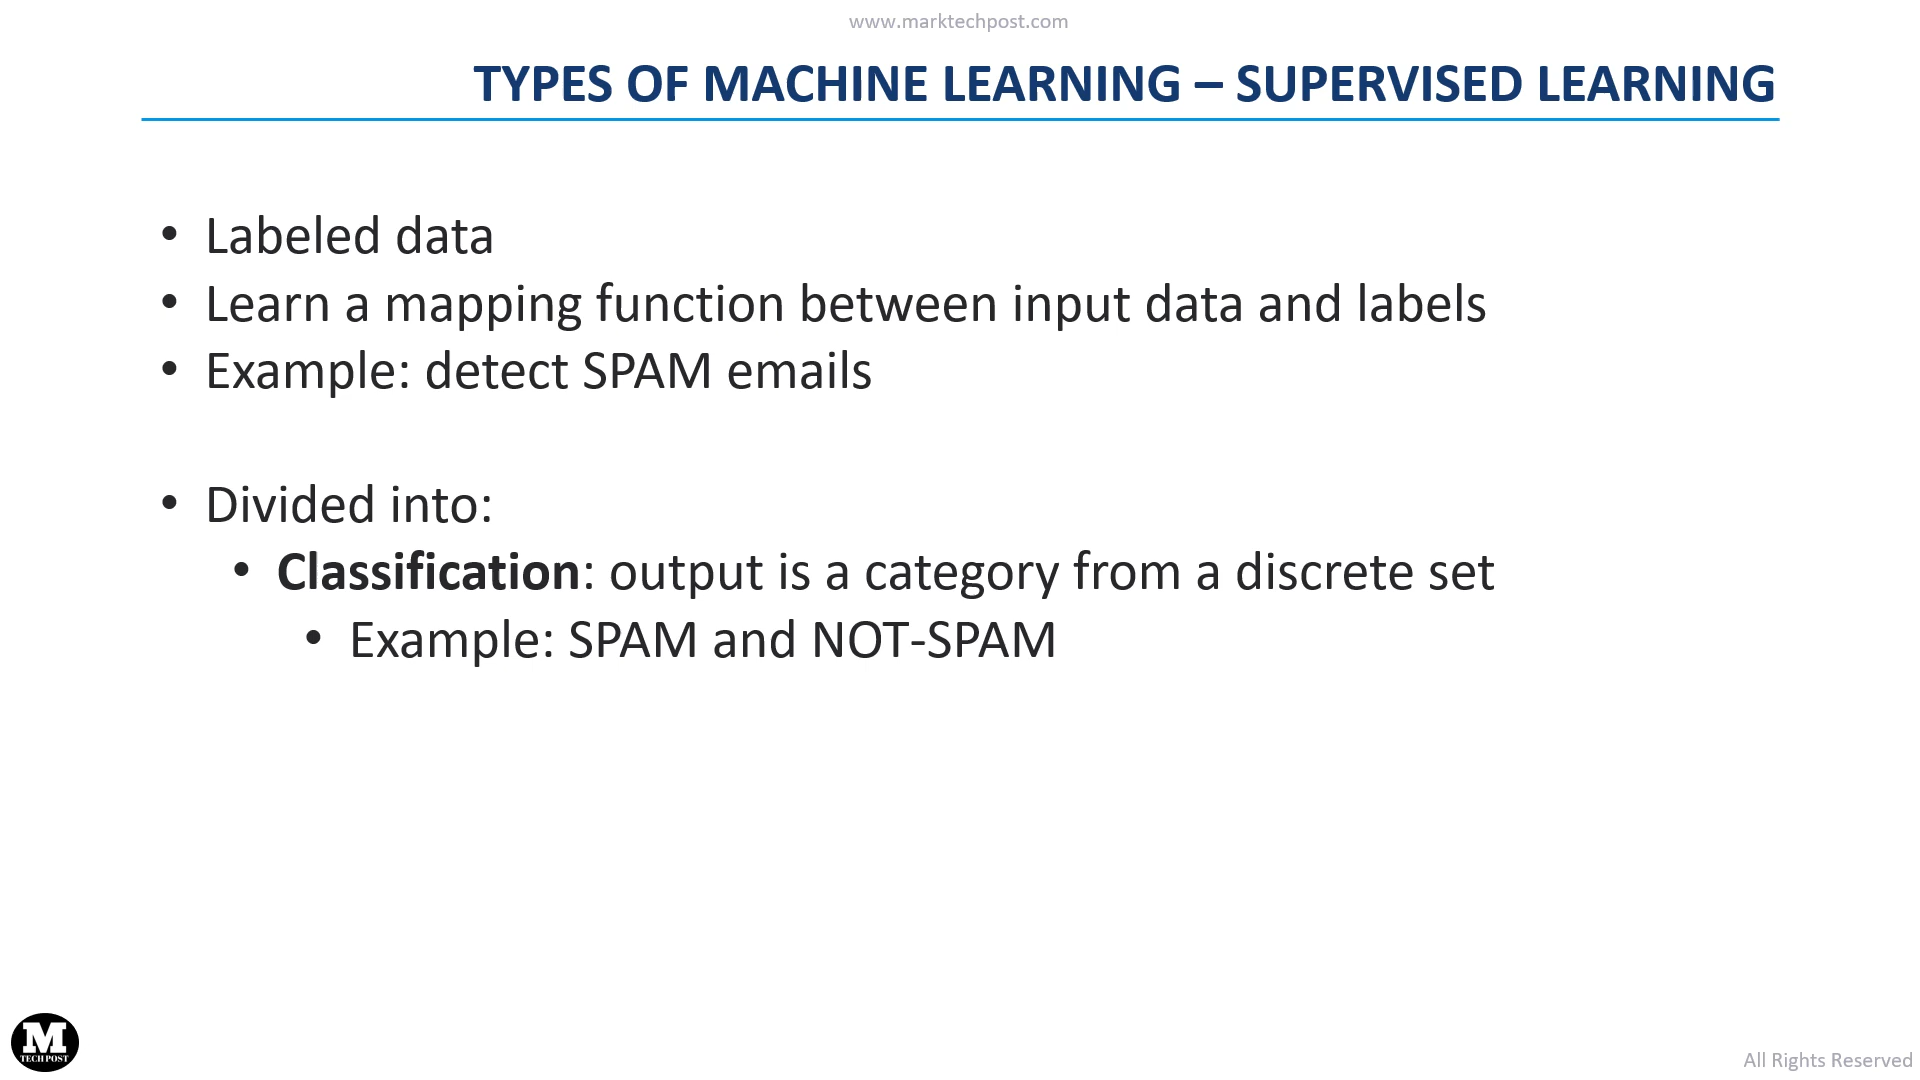 www.marktechpost.com
TYPES OF MACHINE LEARNING – SUPERVISED LEARNING
• Labeled data
• Learn a mapping function between input data and labels
• Example: detect SPAM emails
• Divided into:
• Classification: output is a category from a discrete set
• Example: SPAM and NOT-SPAM
M
TECH POST
All Rights Reserved